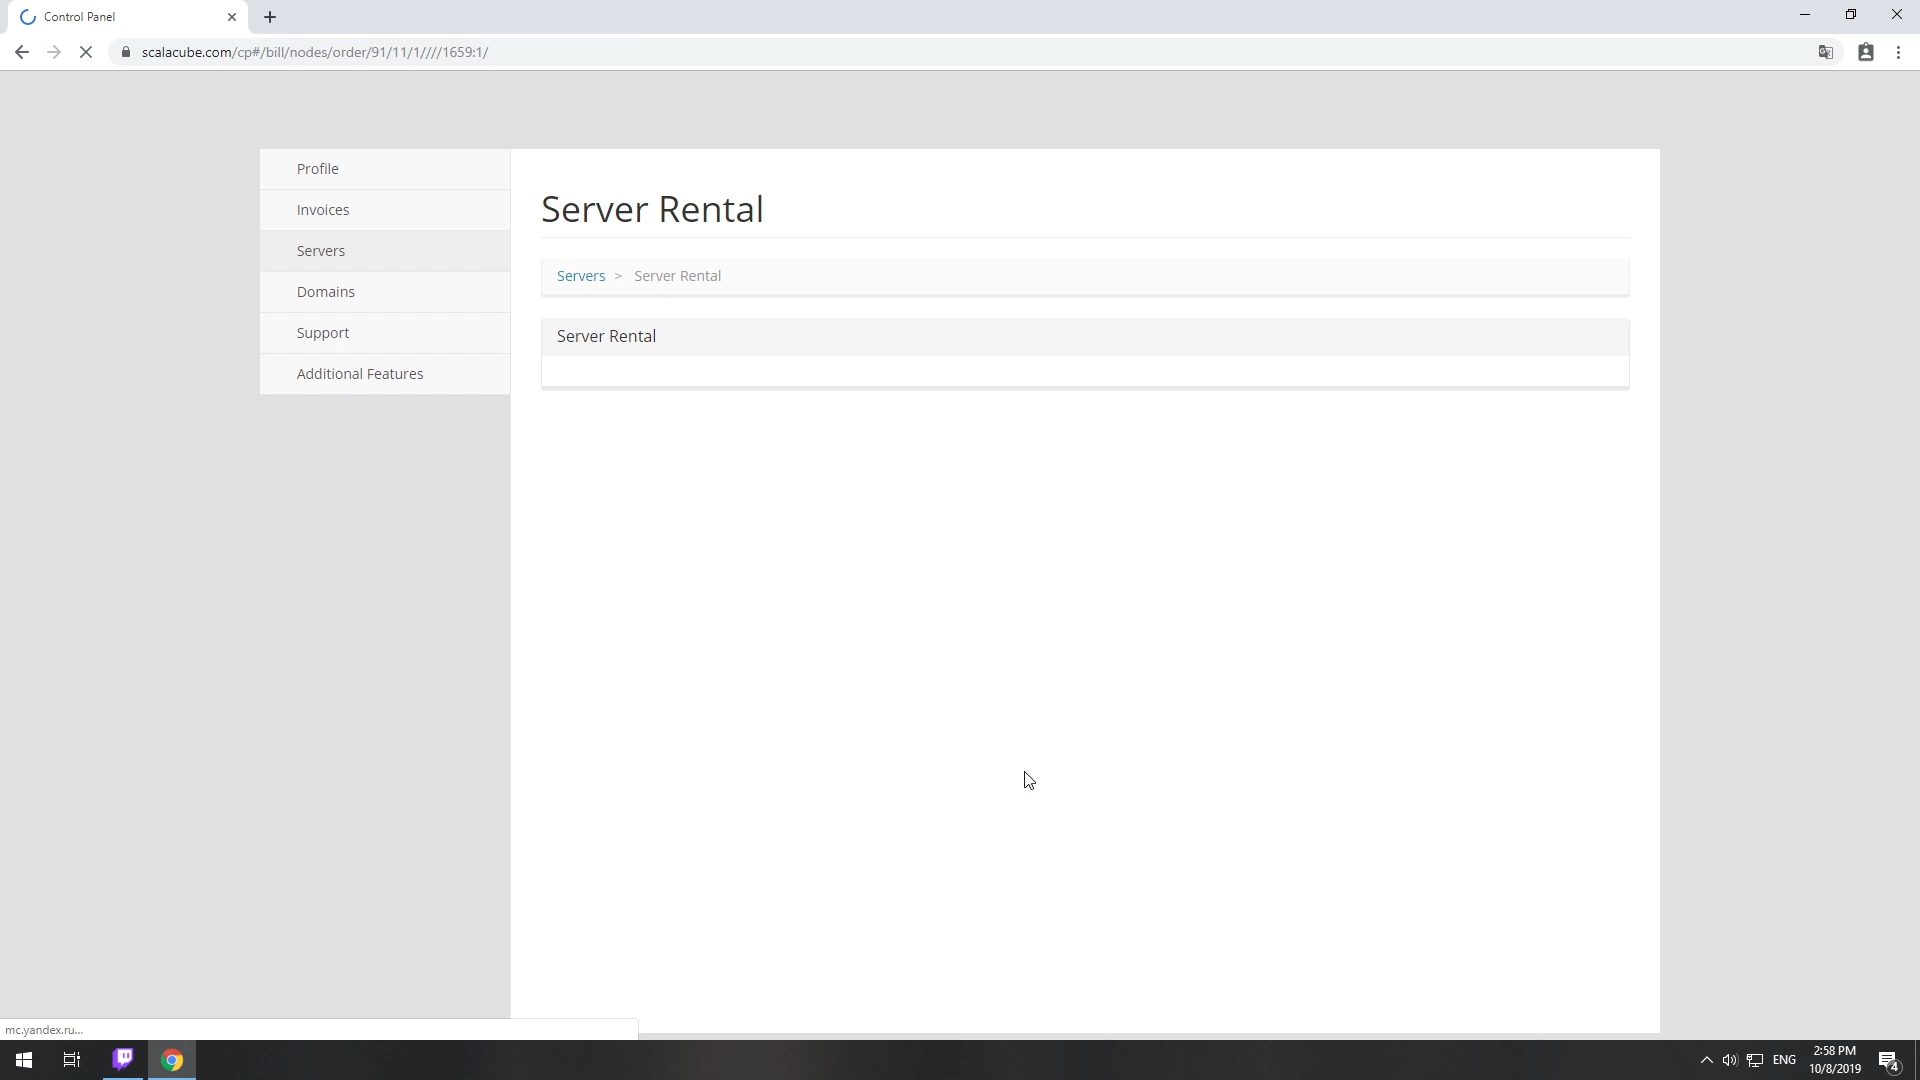 Control Panel
scalacube.com/cp#/bill/nodes/order/91/11/1////1659:1/
Profile
Invoices
Servers
Domains
Support
Additional Features
Server Rental
Servers > Server Rental
Server Rental
mc.yandex.ru...
ENG
2:58 PM
10/8/2019
4